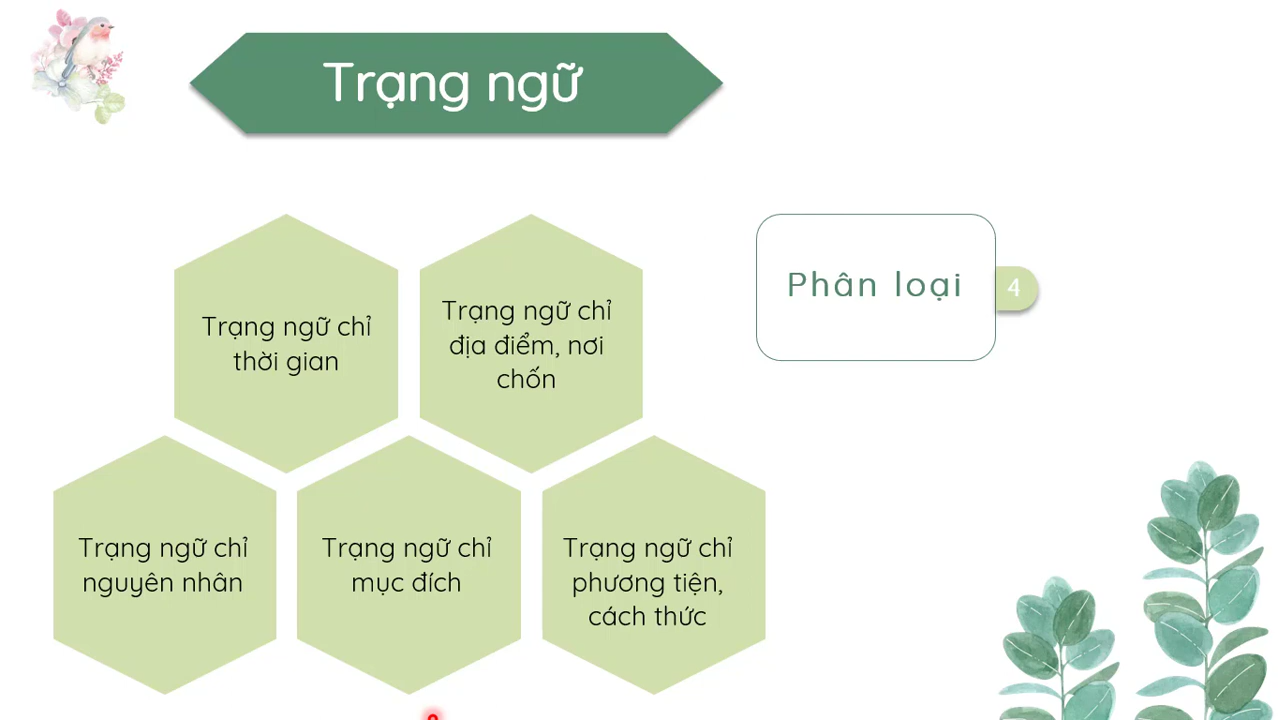 Trạng ngữ
Phân loại
4
Trạng ngữ chỉ
thời gian
Trạng ngữ chỉ
địa điểm, nơi
chốn
Trạng ngữ chỉ
nguyên nhân
Trạng ngữ chỉ
mục đích
Trạng ngữ chỉ
phương tiện,
cách thức